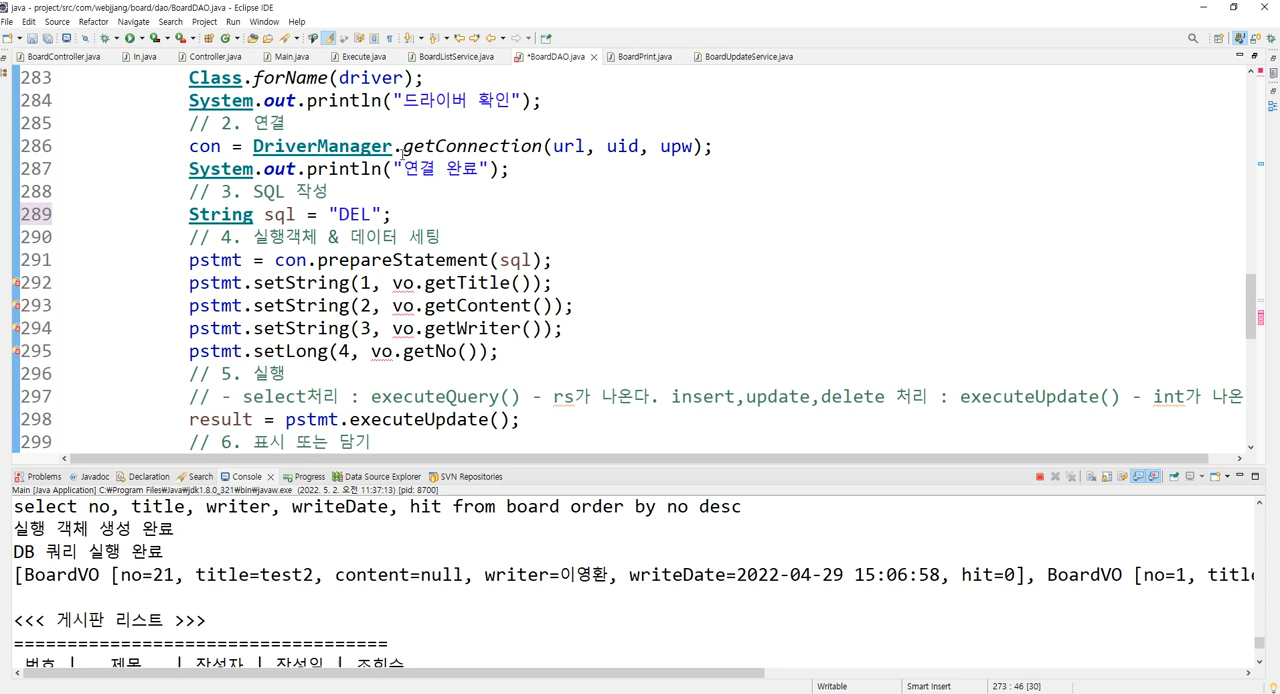 java - project/src/com/webjjang/board/dao/BoardDAO.java - Eclipse IDE
File Edit Source Refactor Navigate Search Project Run Window Help
BoardController.java In.java Controller.java Main.java Execute.java BoardListService.java *BoardDAO.java BoardPrint.java BoardUpdateService.java
283 Class.forName(driver);
284 System.out.println("드라이버 확인");
285 // 2. 연결
286 con = DriverManager.getConnection(url, uid, upw);
287 System.out.println("연결 완료");
288 // 3. SQL 작성
289 String sql = "DEL";
290 // 4. 실행객체 & 데이터 세팅
291 pstmt = con.prepareStatement(sql);
292 pstmt.setString(1, vo.getTitle());
293 pstmt.setString(2, vo.getContent());
294 pstmt.setString(3, vo.getWriter());
295 pstmt.setLong(4, vo.getNo());
296 // 5. 실행
297 // - select처리 : executeQuery() - rs가 나온다. insert,update,delete 처리 : executeUpdate() - int가 나온
298 result = pstmt.executeUpdate();
299 // 6. 표시 또는 담기
Problems Javadoc Declaration Search Console Progress Data Source Explorer SVN Repositories
Main [Java Application] C:₩Program Files₩Java₩jdk1.8.0_321₩bin₩javaw.exe (2022. 5. 2. 오전 11:37:13) [pid: 8700]
select no, title, writer, writeDate, hit from board order by no desc
실행 객체 생성 완료
DB 쿼리 실행 완료
[BoardVO [no=21, title=test2, content=null, writer=이영환, writeDate=2022-04-29 15:06:58, hit=0], BoardVO [no=1, title
<<< 게시판 리스트 >>>
===================================
번호 | 제목 | 작성자 | 작성일 | 조회수
Writable Smart Insert 273 : 46 [30]